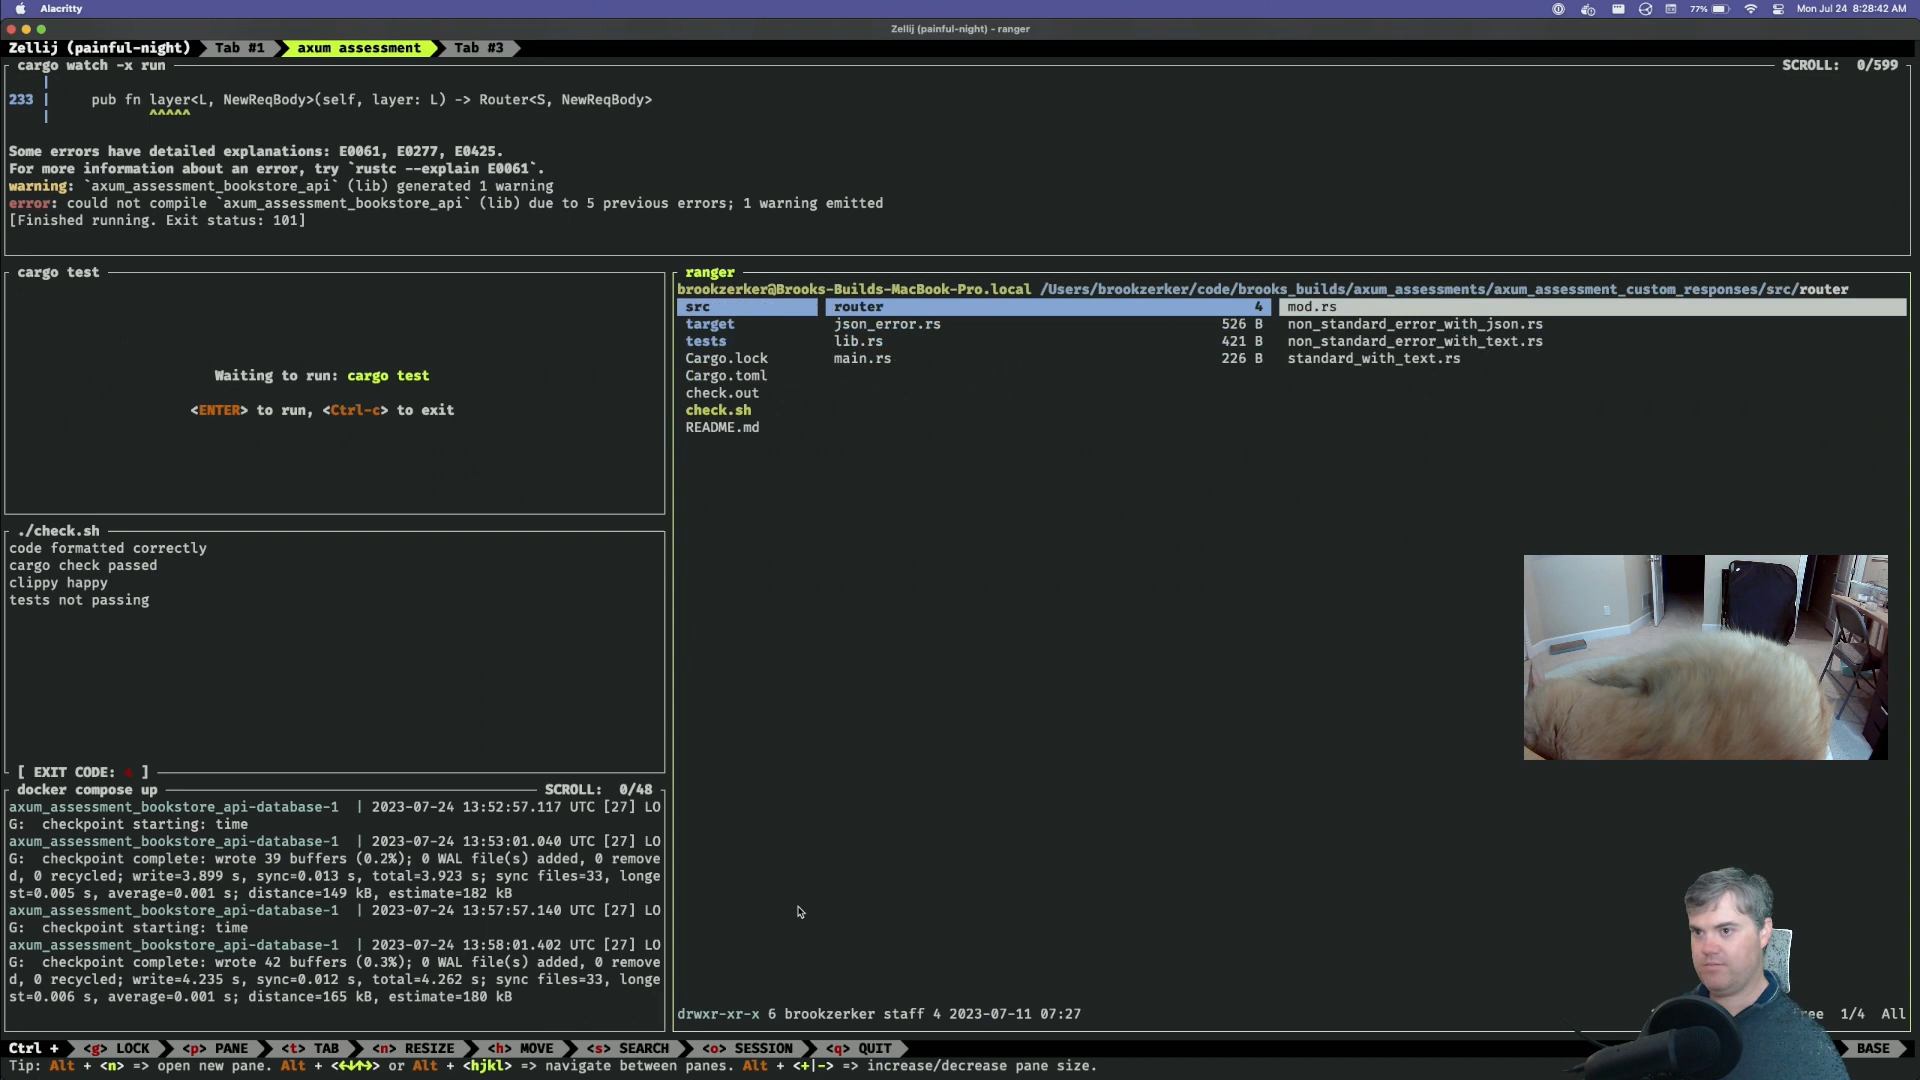 Alacritty
77%
Mon Jul 24 8:28:42 AM
Zellij (painful-night) - ranger
Zellij (painful-night) Tab #1 axum assessment Tab #3
cargo watch -x run SCROLL: 0/599
|
233 | pub fn layer<L, NewReqBody>(self, layer: L) -> Router<S, NewReqBody>
| ^^^^^
Some errors have detailed explanations: E0061, E0277, E0425.
For more information about an error, try `rustc --explain E0061`.
warning: `axum_assessment_bookstore_api` (lib) generated 1 warning
error: could not compile `axum_assessment_bookstore_api` (lib) due to 5 previous errors; 1 warning emitted
[Finished running. Exit status: 101]
cargo test
Waiting to run: cargo test
<ENTER> to run, <Ctrl-c> to exit
./check.sh
code formatted correctly
cargo check passed
clippy happy
tests not passing
[ EXIT CODE: 4 ]
docker compose up SCROLL: 0/48
axum_assessment_bookstore_api-database-1 | 2023-07-24 13:52:57.117 UTC [27] LO
G: checkpoint starting: time
axum_assessment_bookstore_api-database-1 | 2023-07-24 13:53:01.040 UTC [27] LO
G: checkpoint complete: wrote 39 buffers (0.2%); 0 WAL file(s) added, 0 remove
d, 0 recycled; write=3.899 s, sync=0.013 s, total=3.923 s; sync files=33, longe
st=0.005 s, average=0.001 s; distance=149 kB, estimate=182 kB
axum_assessment_bookstore_api-database-1 | 2023-07-24 13:57:57.140 UTC [27] LO
G: checkpoint starting: time
axum_assessment_bookstore_api-database-1 | 2023-07-24 13:58:01.402 UTC [27] LO
G: checkpoint complete: wrote 42 buffers (0.3%); 0 WAL file(s) added, 0 remove
d, 0 recycled; write=4.235 s, sync=0.012 s, total=4.262 s; sync files=33, longe
st=0.006 s, average=0.001 s; distance=165 kB, estimate=180 kB
ranger
brookzerker@Brooks-Builds-MacBook-Pro.local /Users/brookzerker/code/brooks_builds/axum_assessments/axum_assessment_custom_responses/src/router
src router 4 mod.rs
target json_error.rs 526 B non_standard_error_with_json.rs
tests lib.rs 421 B non_standard_error_with_text.rs
Cargo.lock main.rs 226 B standard_with_text.rs
Cargo.toml
check.out
check.sh
README.md
drwxr-xr-x 6 brookzerker staff 4 2023-07-11 07:27 1/4 All
Ctrl + <g> LOCK <p> PANE <t> TAB <n> RESIZE <h> MOVE <s> SEARCH <o> SESSION <q> QUIT BASE
Tip: Alt + <n> => open new pane. Alt + <←↓↑→> or Alt + <hjkl> => navigate between panes. Alt + <+|-> => increase/decrease pane size.